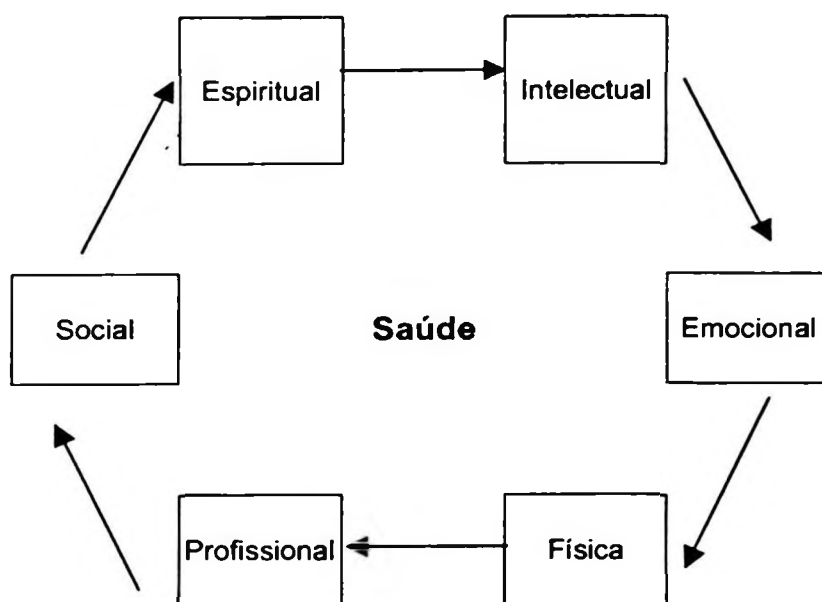 Espiritual
Intelectual
Social
Saúde
Emocional
Profissional
Física